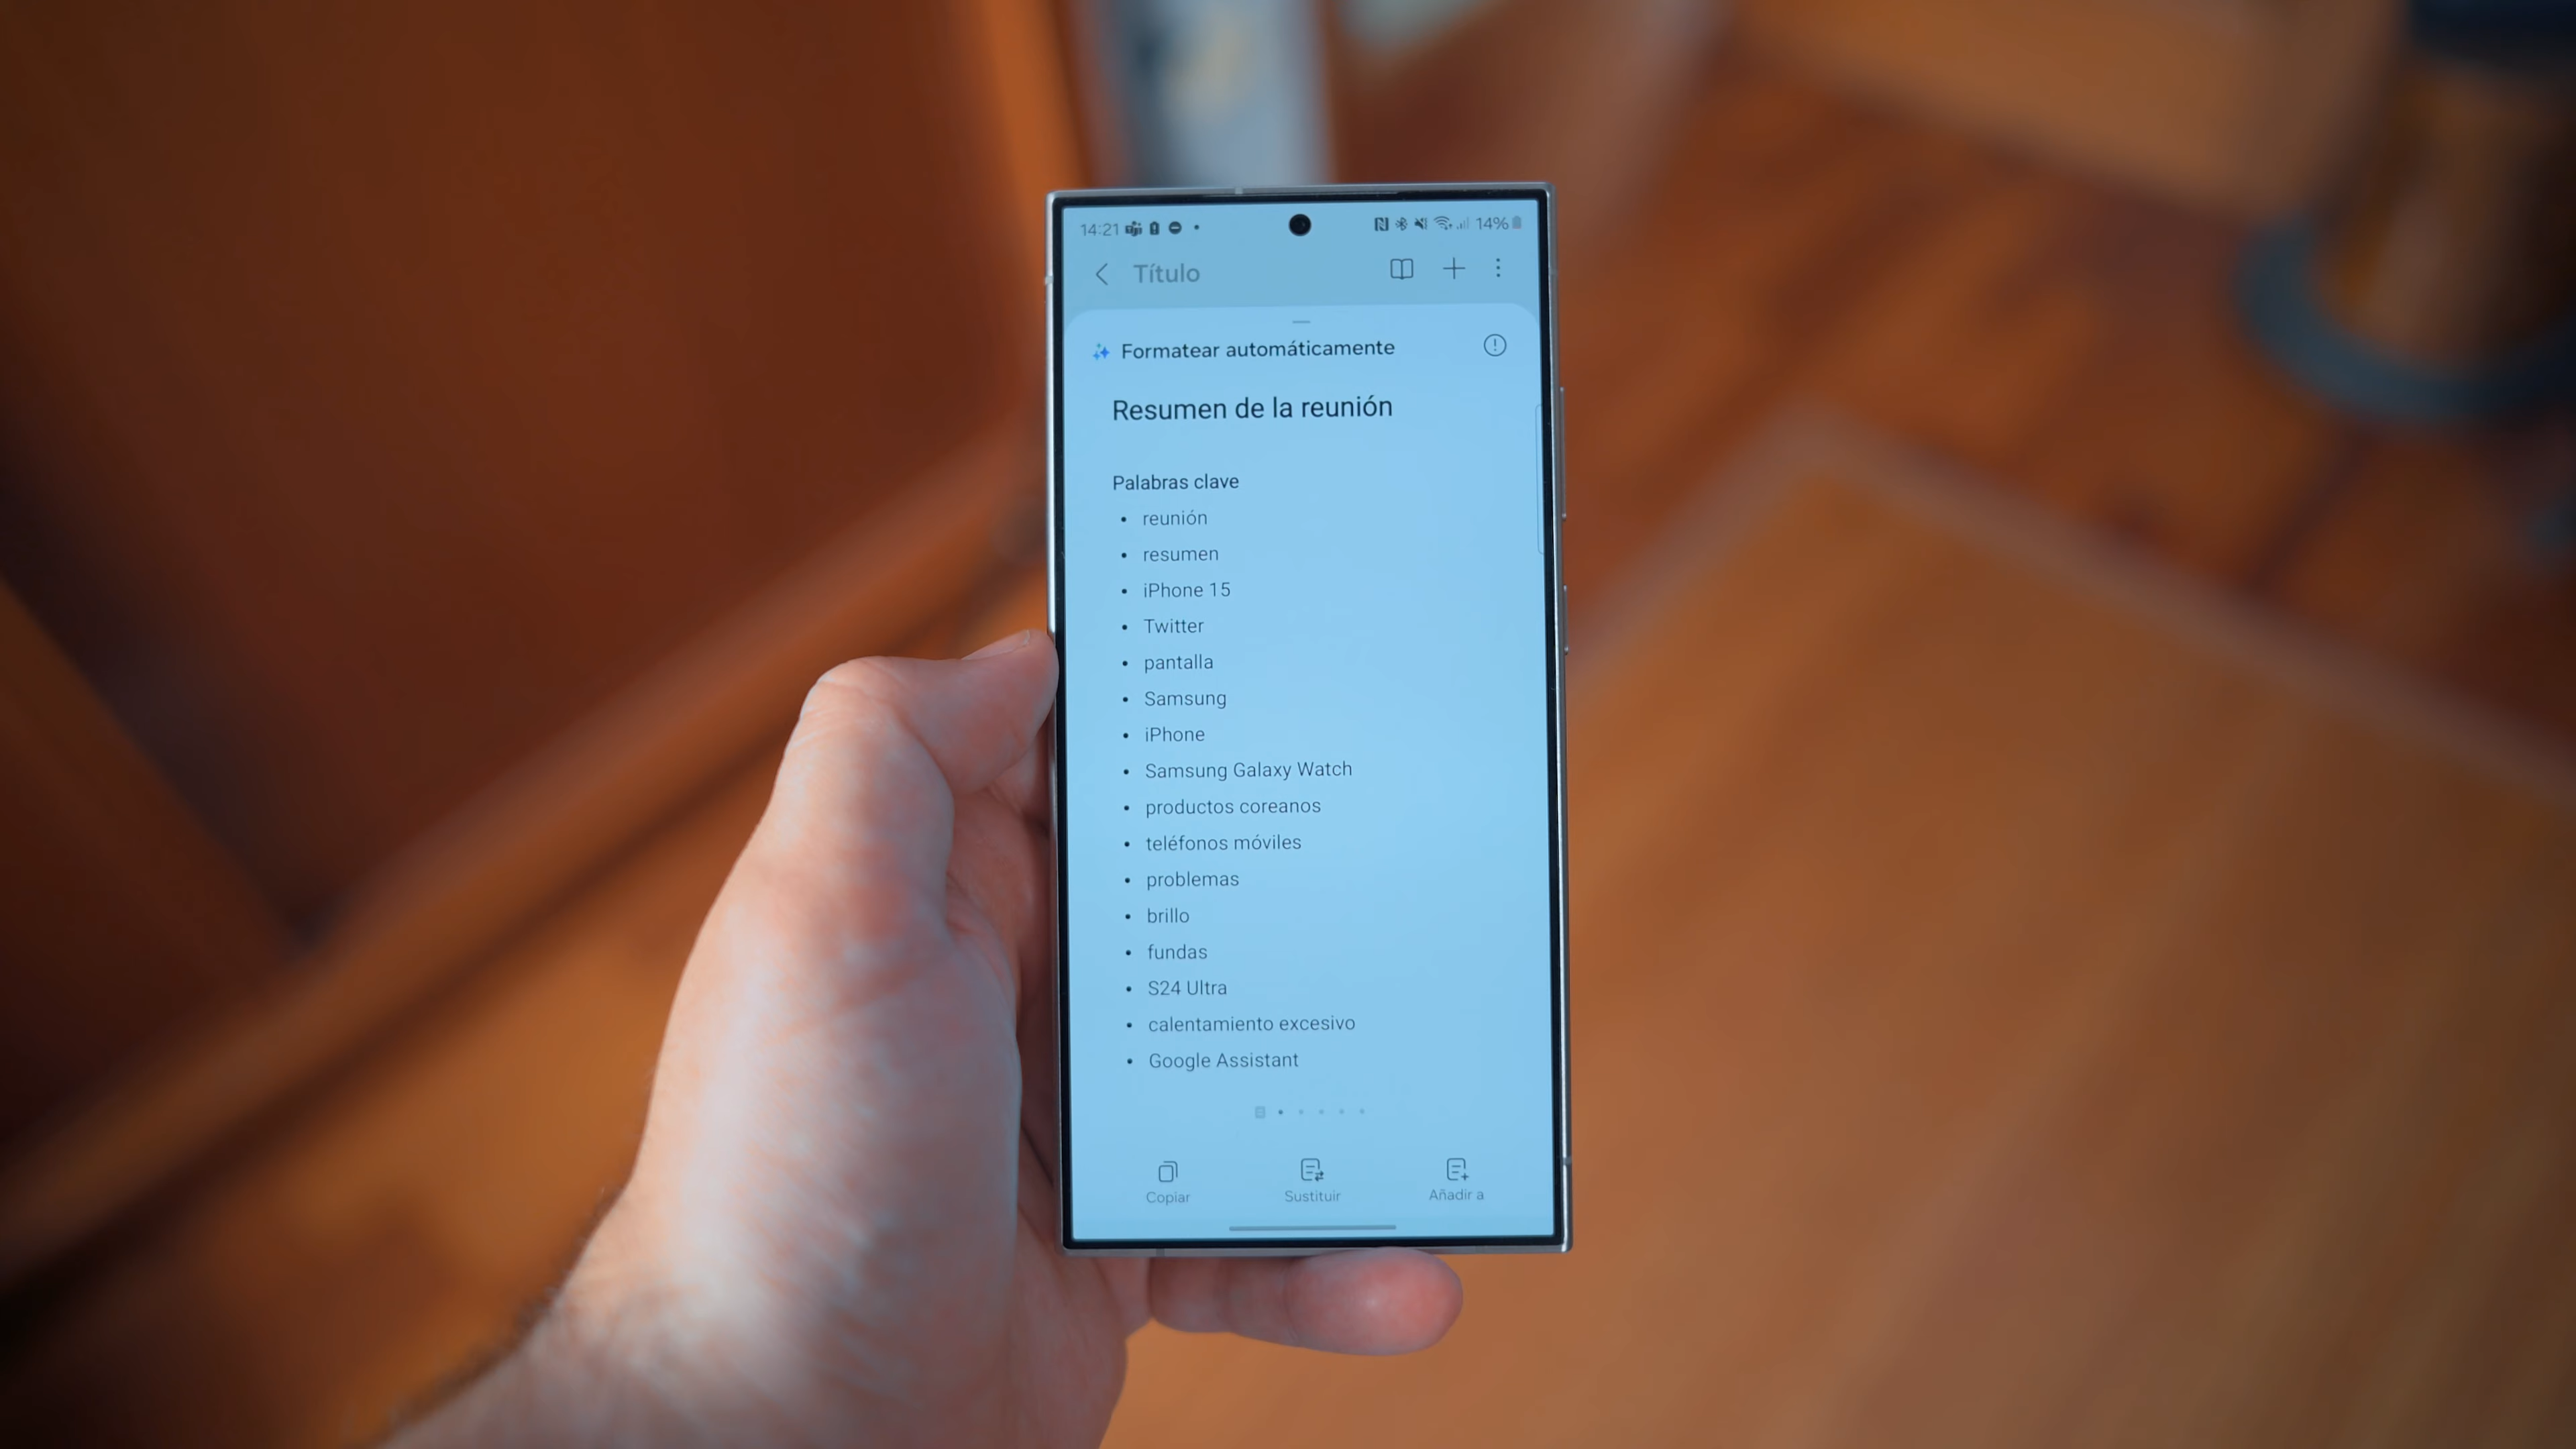 14:21
14%
Título
Formatear automáticamente
Resumen de la reunión
Palabras clave
• reunión
• resumen
• iPhone 15
• Twitter
• pantalla
• Samsung
• iPhone
• Samsung Galaxy Watch
• productos coreanos
• teléfonos móviles
• problemas
• brillo
• fundas
• S24 Ultra
• calentamiento excesivo
• Google Assistant
Copiar
Sustituir
Añadir a